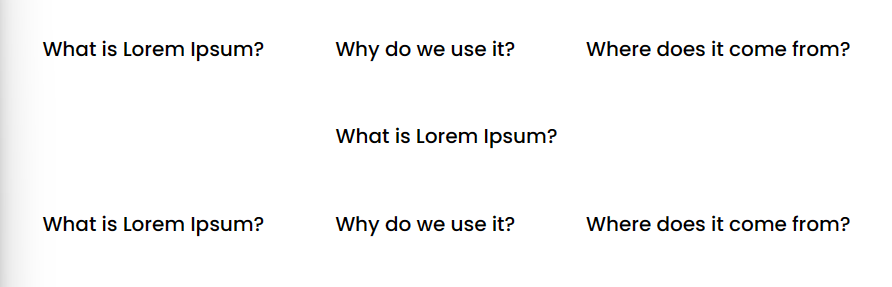 What is Lorem Ipsum? Why do we use it? Where does it come from?
What is Lorem Ipsum?
What is Lorem Ipsum? Why do we use it? Where does it come from?